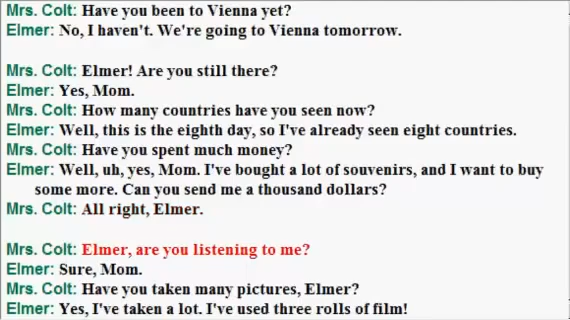 Mrs. Colt: Have you been to Vienna yet?
Elmer: No, I haven't. We're going to Vienna tomorrow.
Mrs. Colt: Elmer! Are you still there?
Elmer: Yes, Mom.
Mrs. Colt: How many countries have you seen now?
Elmer: Well, this is the eighth day, so I've already seen eight countries.
Mrs. Colt: Have you spent much money?
Elmer: Well, uh, yes, Mom. I've bought a lot of souvenirs, and I want to buy
some more. Can you send me a thousand dollars?
Mrs. Colt: All right, Elmer.
Mrs. Colt: Elmer, are you listening to me?
Elmer: Sure, Mom.
Mrs. Colt: Have you taken many pictures, Elmer?
Elmer: Yes, I've taken a lot. I've used three rolls of film!